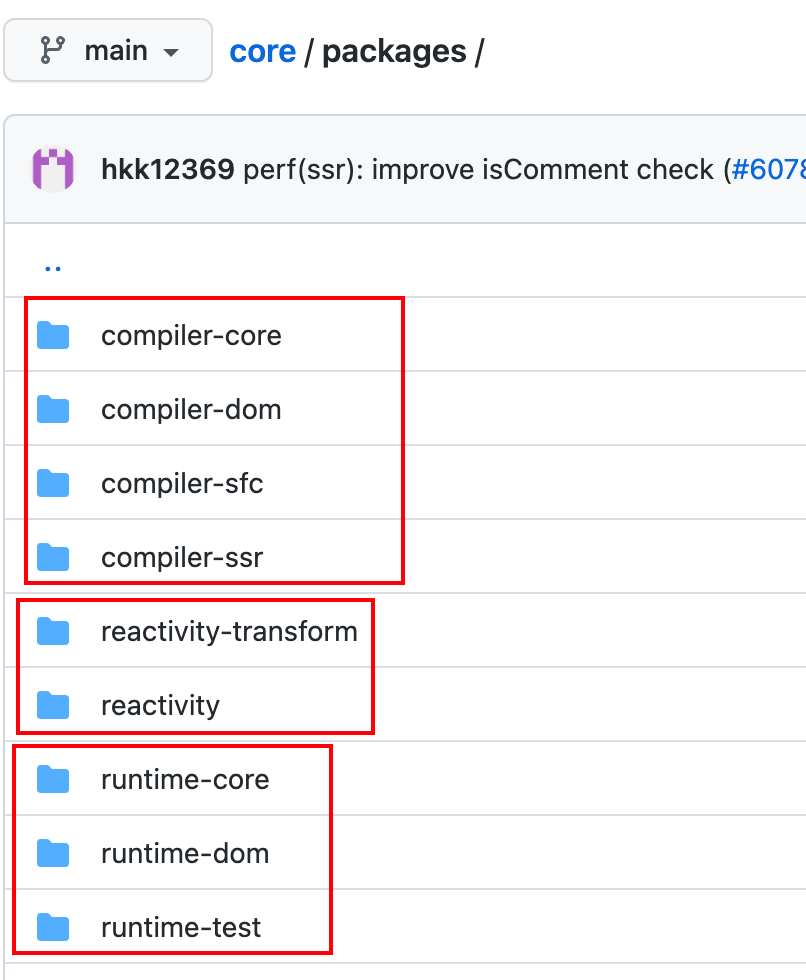 main
core / packages /
hkk12369 perf(ssr): improve isComment check (#6078
..
compiler-core
compiler-dom
compiler-sfc
compiler-ssr
reactivity-transform
reactivity
runtime-core
runtime-dom
runtime-test